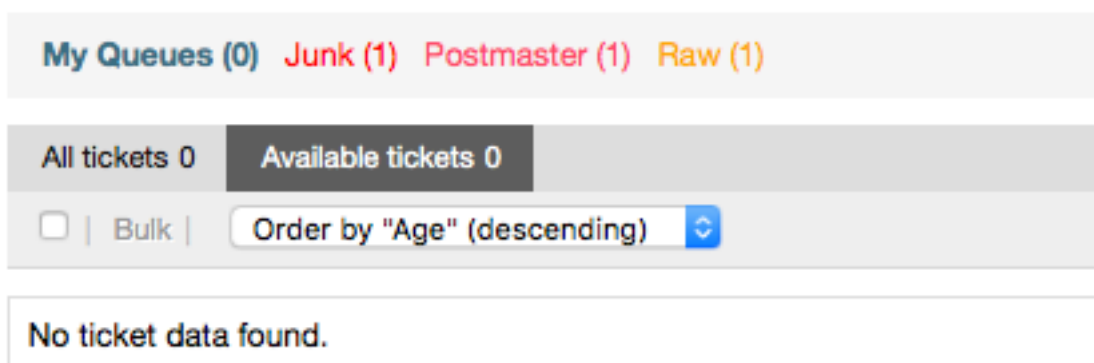 My Queues (0) Junk (1) Postmaster (1) Raw (1)
All tickets 0 Available tickets 0
| Bulk | Order by "Age" (descending)
No ticket data found.